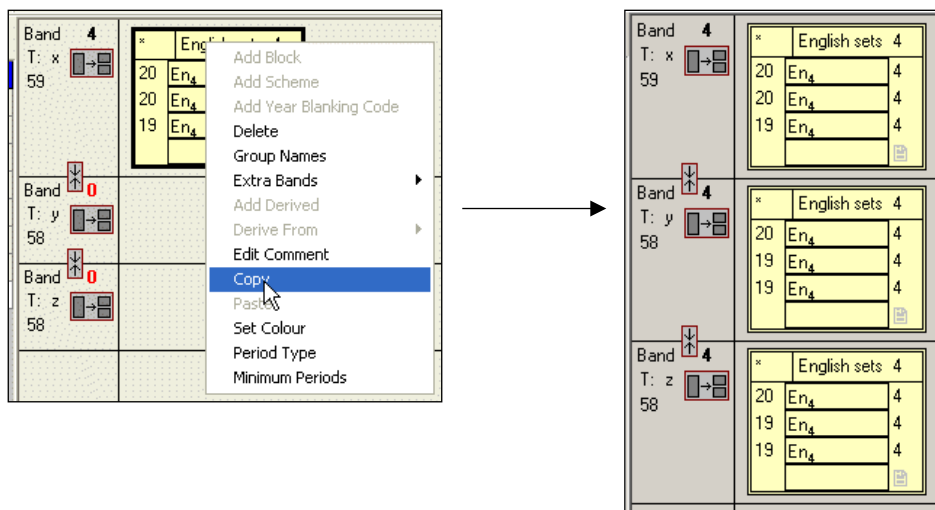 Band 4
T: x
59
* Eng 4
20 En4
20 En4
19 En4
Add Block
Add Scheme
Add Year Blanking Code
Delete
Group Names
Extra Bands
Add Derived
Derive From
Edit Comment
Copy
Paste
Set Colour
Period Type
Minimum Periods
Band 0
T: y
58
Band 0
T: z
58
Band 4
T: x
59
* English sets 4
20 En4 4
20 En4 4
19 En4 4
Band 4
T: y
58
* English sets 4
20 En4 4
19 En4 4
19 En4 4
Band 4
T: z
58
* English sets 4
20 En4 4
19 En4 4
19 En4 4